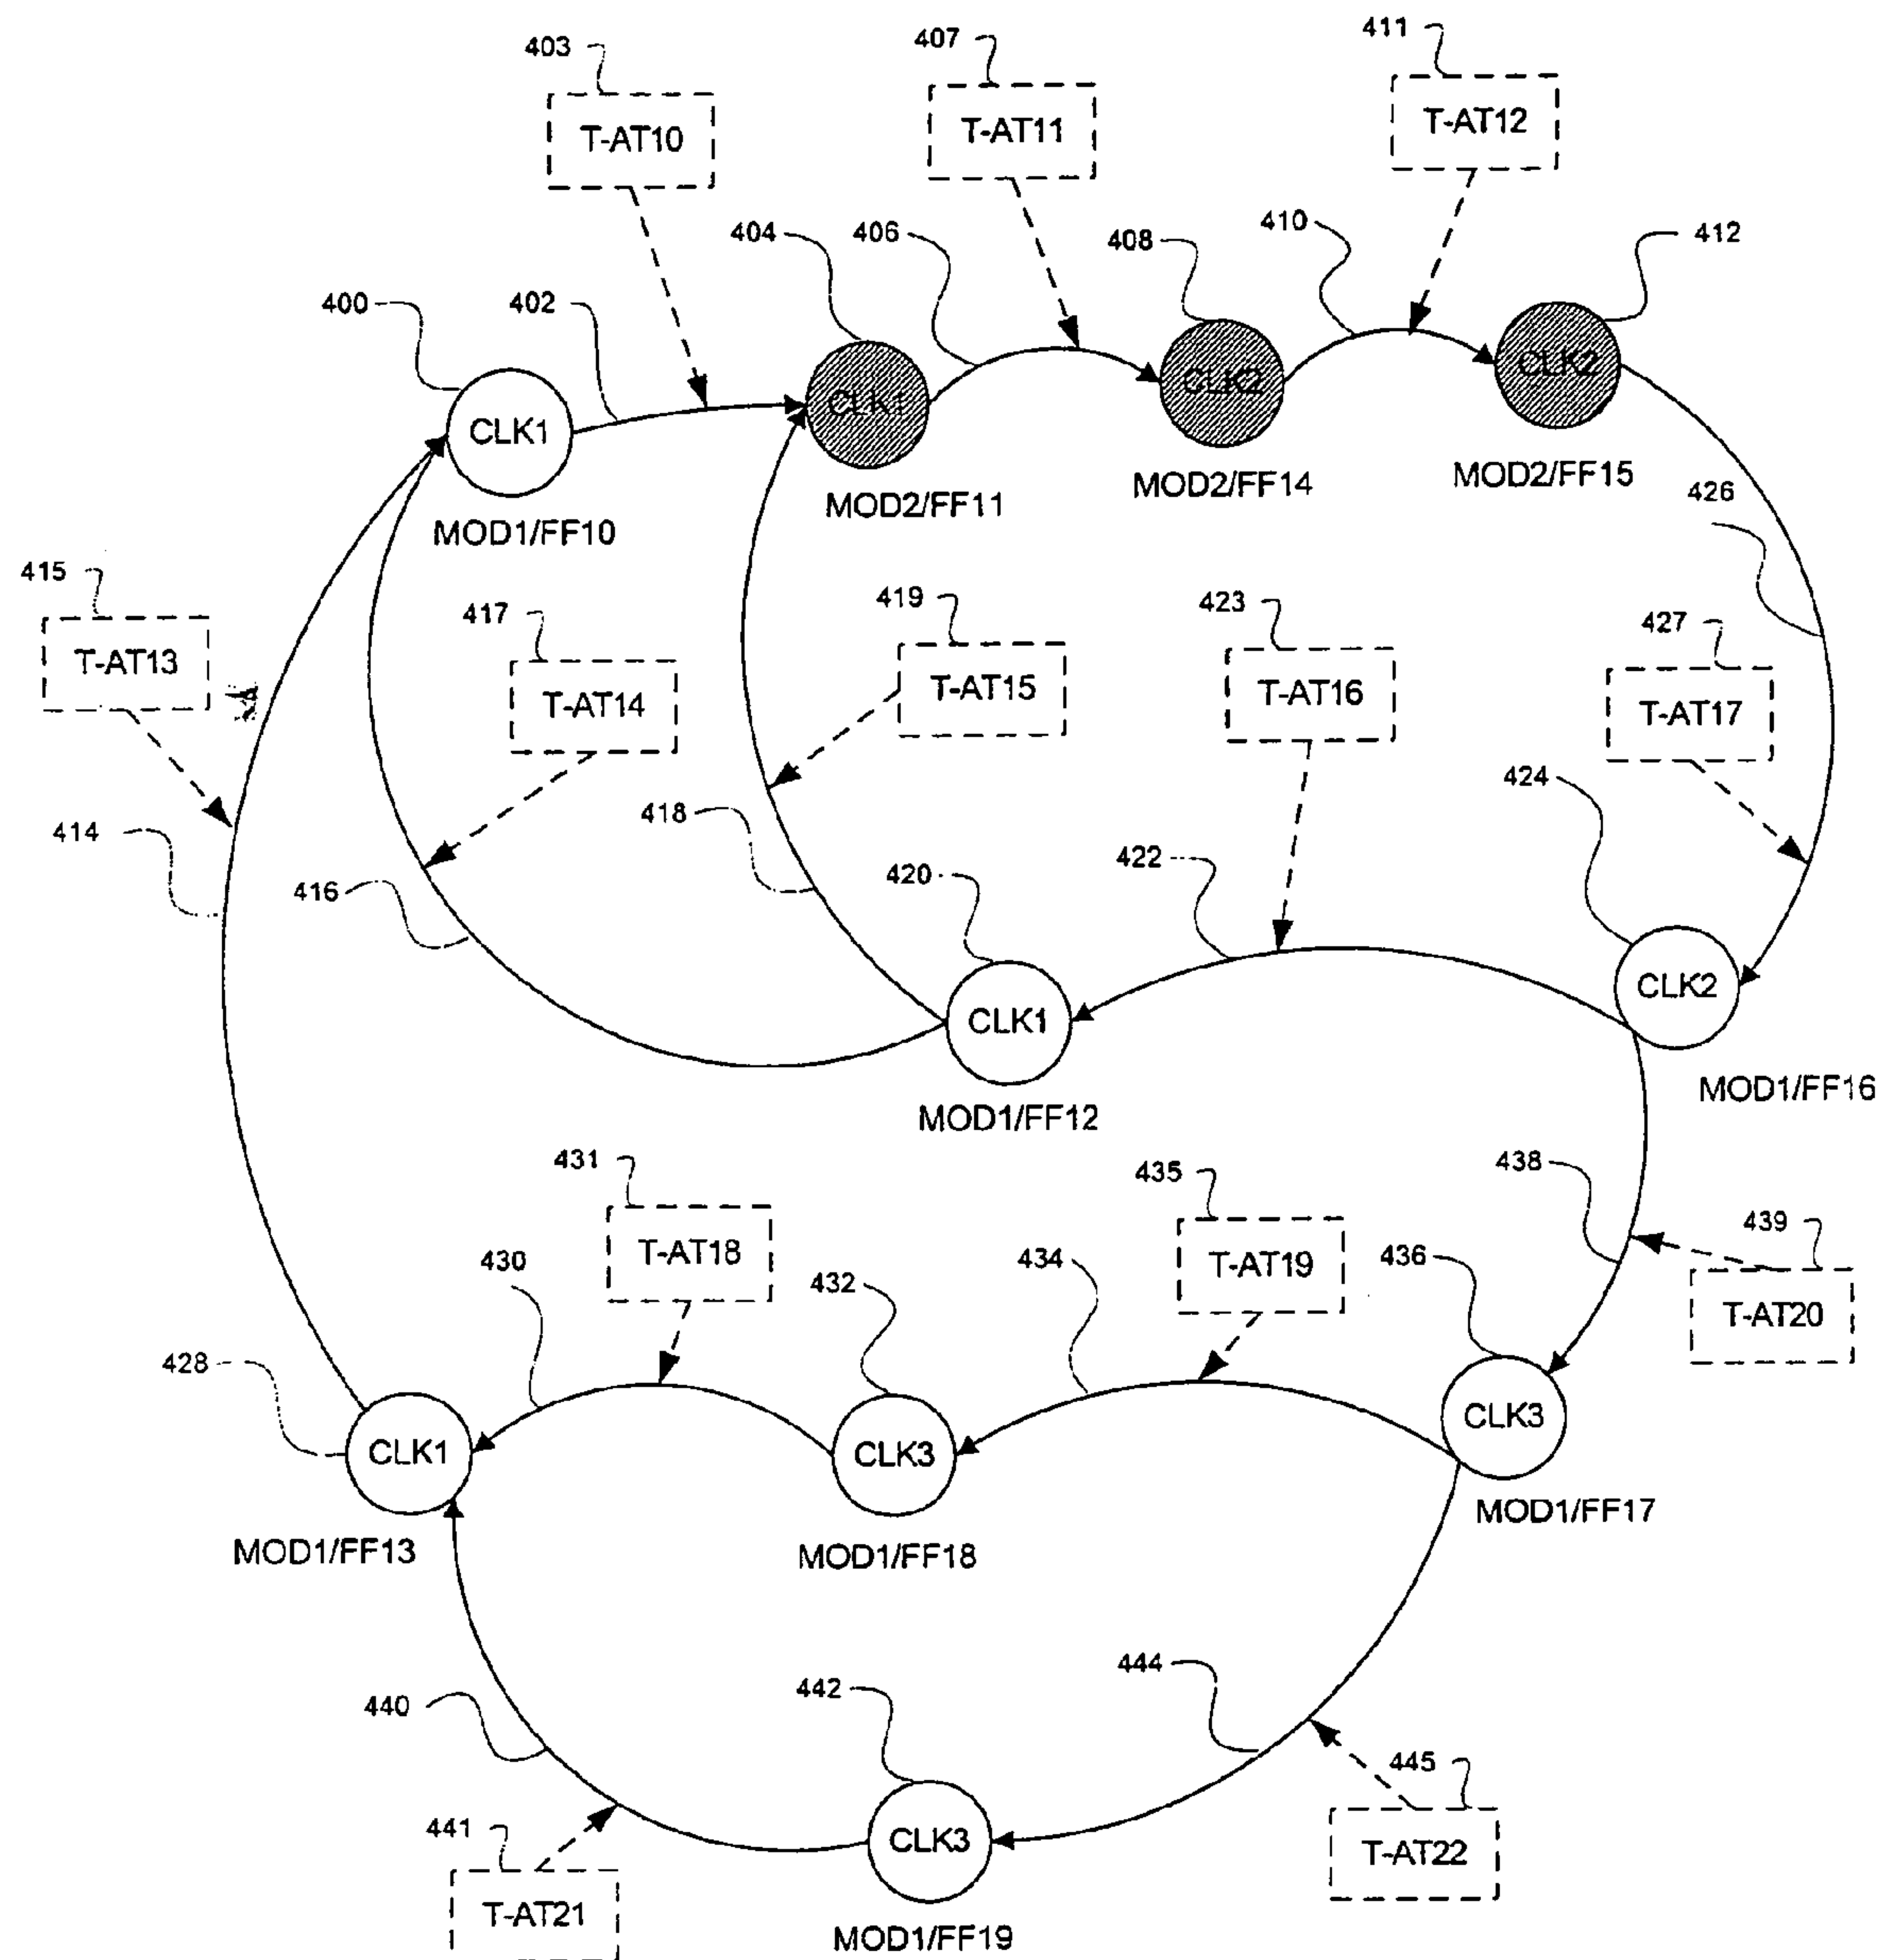 403
407
411
T-AT10
T-AT11
T-AT12
404
406
408
410
412
400
402
CLK1
CLK1
CLK2
CLK2
MOD1/FF10
MOD2/FF11
MOD2/FF14
MOD2/FF15
426
415
417
419
423
427
T-AT13
T-AT14
T-AT15
T-AT16
T-AT17
414
416
418
420
422
424
CLK1
CLK2
MOD1/FF12
MOD1/FF16
431
435
438
439
T-AT18
T-AT19
T-AT20
430
432
434
436
428
CLK1
CLK3
CLK3
MOD1/FF13
MOD1/FF18
MOD1/FF17
440
442
444
445
441
T-AT21
CLK3
T-AT22
MOD1/FF19